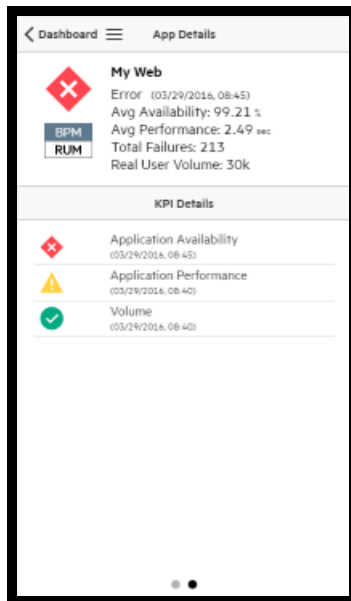 Dashboard App Details
My Web
Error (03/29/2016, 08:45)
Avg Availability: 99.21 %
Avg Performance: 2.49 sec
Total Failures: 213
Real User Volume: 30k
BPM
RUM
KPI Details
Application Availability
(03/29/2016, 08:45)
Application Performance
(03/29/2016, 08:40)
Volume
(03/29/2016, 08:40)